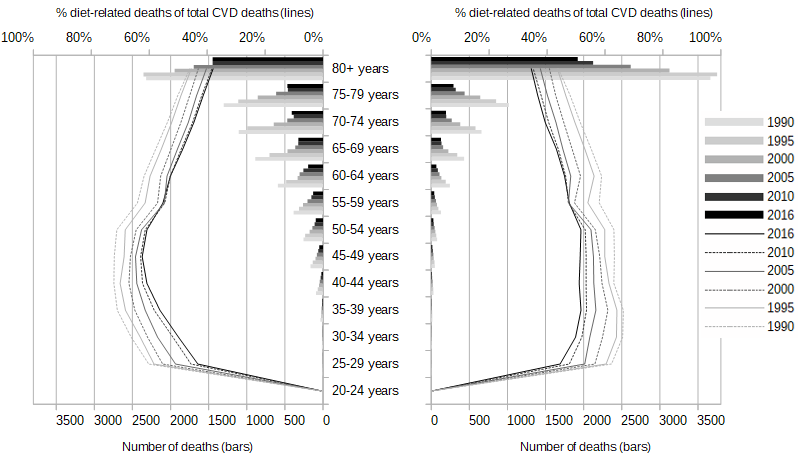 % diet-related deaths of total CVD deaths (lines)
% diet-related deaths of total CVD deaths (lines)
100% 80% 60% 40% 20% 0%
0% 20% 40% 60% 80% 100%
80+ years
75-79 years
70-74 years
65-69 years
60-64 years
55-59 years
50-54 years
45-49 years
40-44 years
35-39 years
30-34 years
25-29 years
20-24 years
1990
1995
2000
2005
2010
2016
2016
2010
2005
2000
1995
1990
3500 3000 2500 2000 1500 1000 500 0
0 500 1000 1500 2000 2500 3000 3500
Number of deaths (bars)
Number of deaths (bars)